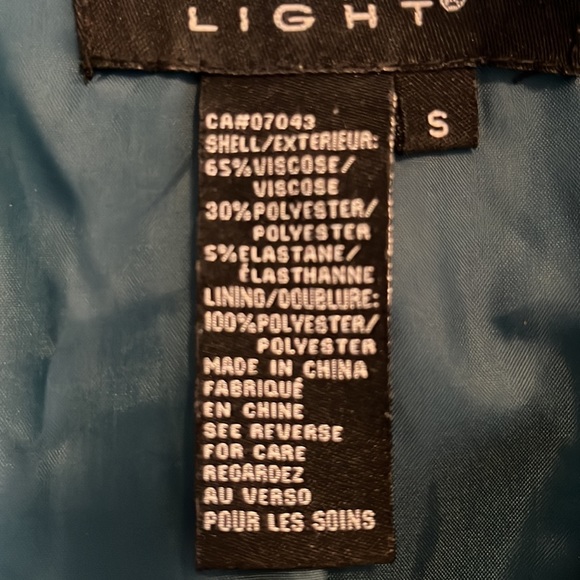 LIGHT®
S
CA#07043
SHELL/EXTERIEUR:
65%VISCOSE/
VISCOSE
30%POLYESTER/
POLYESTER
5%ELASTANE/
ÉLASTHANNE
LINING/DOUBLURE:
100%POLYESTER/
POLYESTER
MADE IN CHINA
FABRIQUÉ
EN CHINE
SEE REVERSE
FOR CARE
REGARDEZ
AU VERSO
POUR LES SOINS